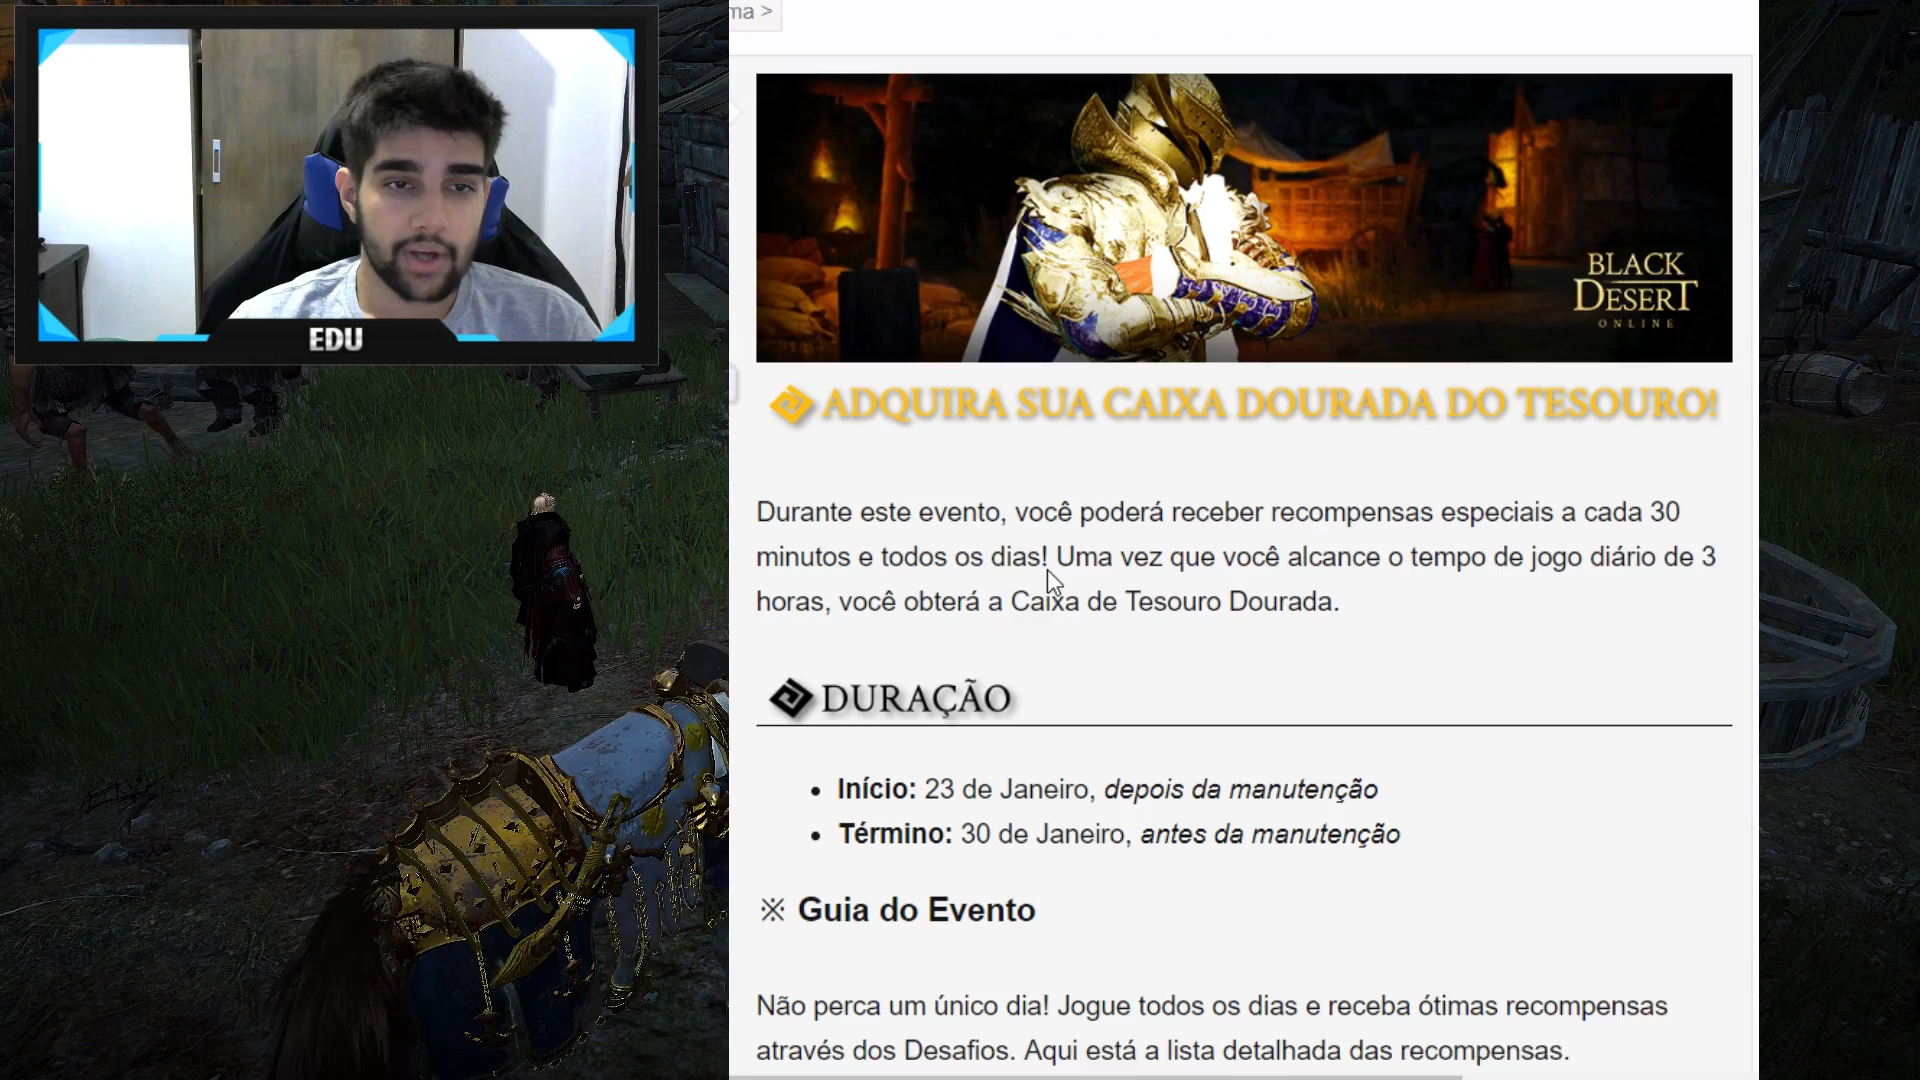 ma >
EDU
BLACK
DESERT
ONLINE
ADQUIRA SUA CAIXA DOURADA DO TESOURO!
Durante este evento, você poderá receber recompensas especiais a cada 30
minutos e todos os dias! Uma vez que você alcance o tempo de jogo diário de 3
horas, você obterá a Caixa de Tesouro Dourada.
DURAÇÃO
• Início: 23 de Janeiro, depois da manutenção
• Término: 30 de Janeiro, antes da manutenção
※ Guia do Evento
Não perca um único dia! Jogue todos os dias e receba ótimas recompensas
através dos Desafios. Aqui está a lista detalhada das recompensas.